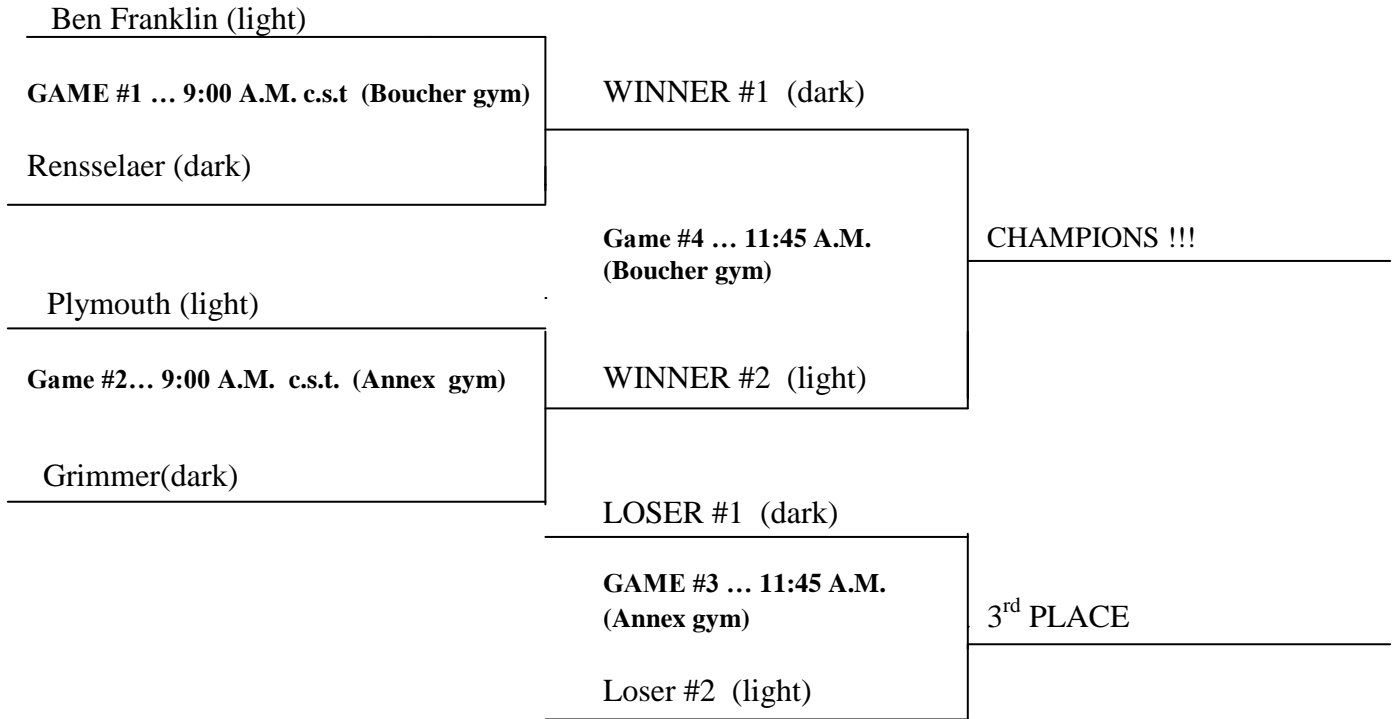 Ben Franklin (light)
GAME #1 … 9:00 A.M. c.s.t (Boucher gym)
Rensselaer (dark)
Plymouth (light)
Game #2… 9:00 A.M. c.s.t. (Annex gym)
Grimmer(dark)
WINNER #1 (dark)
Game #4 … 11:45 A.M.
(Boucher gym)
WINNER #2 (light)
LOSER #1 (dark)
GAME #3 … 11:45 A.M.
(Annex gym)
Loser #2 (light)
CHAMPIONS !!!
3rd PLACE